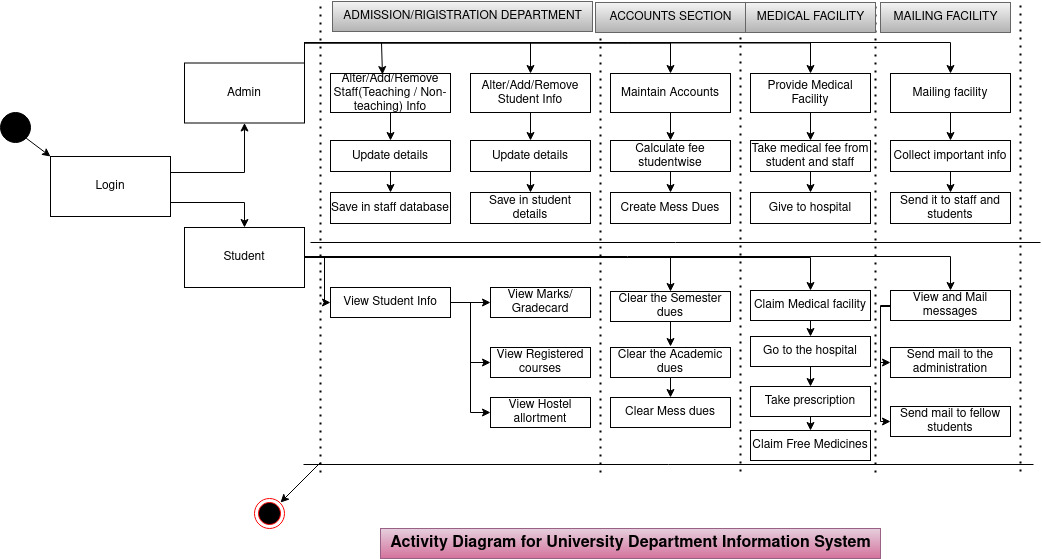 ADMISSION/RIGISTRATION DEPARTMENT
ACCOUNTS SECTION
MEDICAL FACILITY
MAILING FACILITY
Admin
Alter/Add/Remove
Staff(Teaching / Non-
teaching) Info
Alter/Add/Remove
Student Info
Maintain Accounts
Provide Medical
Facility
Mailing facility
Login
Update details
Update details
Calculate fee
studentwise
Take medical fee from
student and staff
Collect important info
Save in staff database
Save in student
details
Create Mess Dues
Give to hospital
Send it to staff and
students
Student
View Student Info
View Marks/
Gradecard
Clear the Semester
dues
Claim Medical facility
View and Mail
messages
View Registered
courses
Clear the Academic
dues
Go to the hospital
Send mail to the
administration
View Hostel
allortment
Clear Mess dues
Take prescription
Send mail to fellow
students
Claim Free Medicines
Activity Diagram for University Department Information System